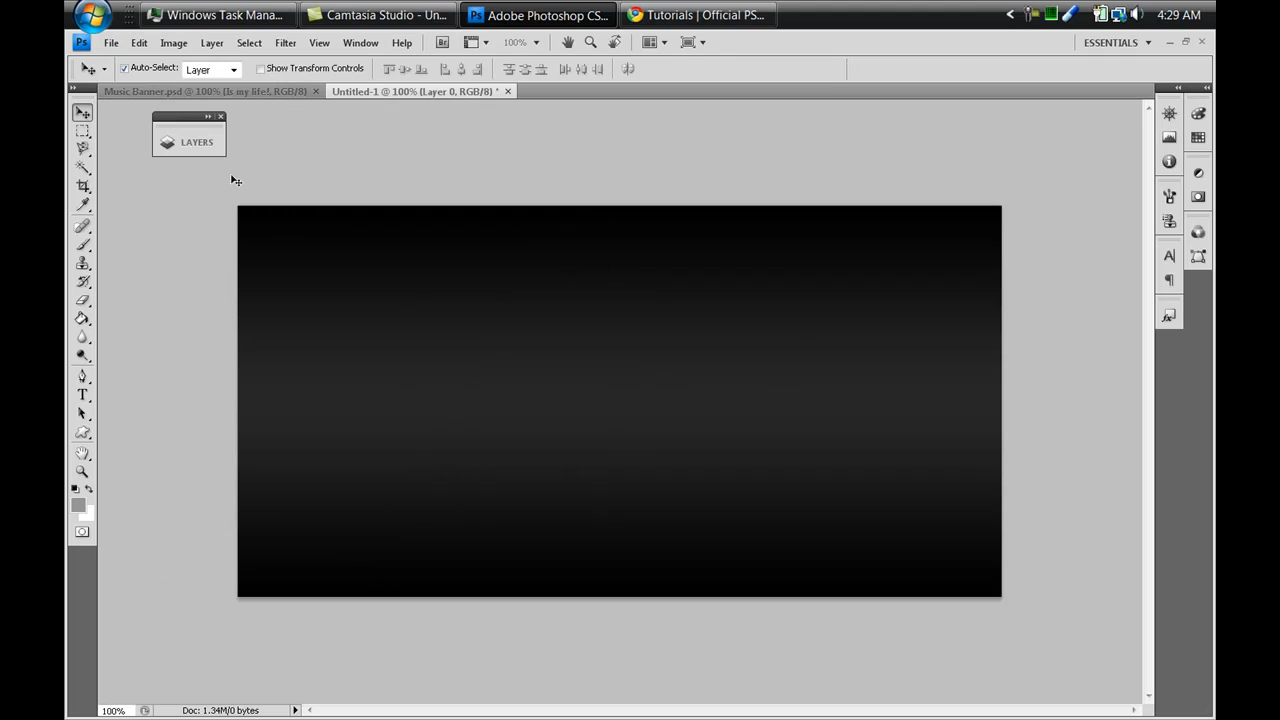 Windows Task Mana... Camtasia Studio - Un... Ps Adobe Photoshop CS... Tutorials | Official PS... < 4:29 AM
Ps File Edit Image Layer Select Filter View Window Help Br 100% ESSENTIALS
Auto-Select: Layer Show Transform Controls
Music Banner.psd @ 100% (Is my life!, RGB/8) × Untitled-1 @ 100% (Layer 0, RGB/8) * ×
LAYERS
100% Doc: 1.34M/0 bytes